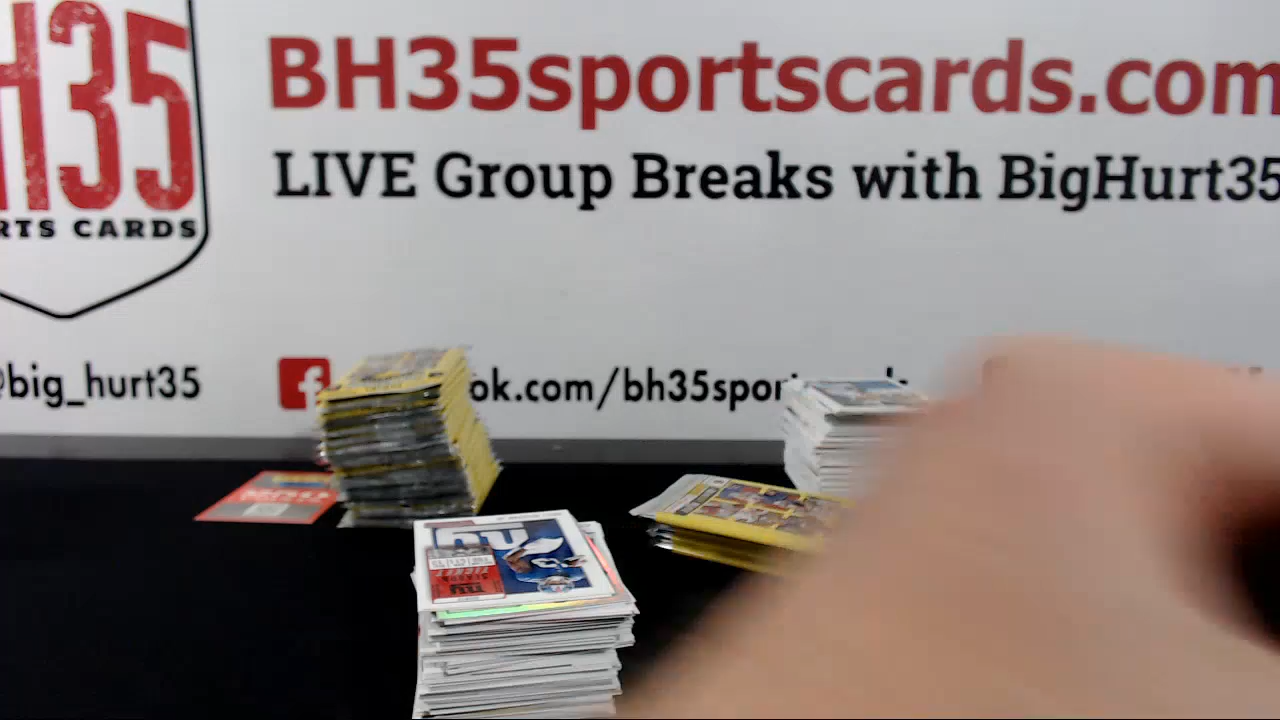 H35
RTS CARDS
BH35sportscards.com
LIVE Group Breaks with BigHurt35
@big_hurt35
f
ok.com/bh35spor